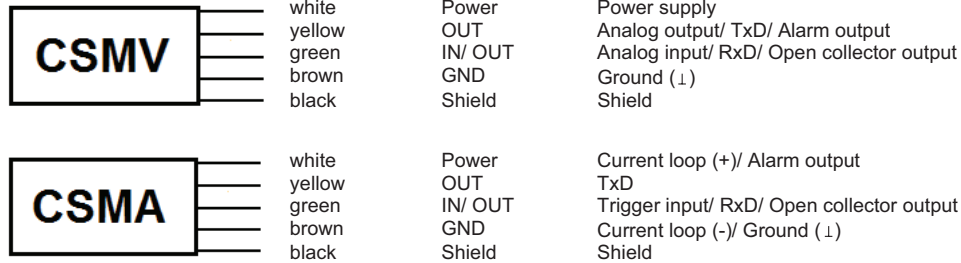 white Power Power supply
yellow OUT Analog output/ TxD/ Alarm output
CSMV green IN/ OUT Analog input/ RxD/ Open collector output
brown GND Ground (⊥)
black Shield Shield
white Power Current loop (+)/ Alarm output
yellow OUT TxD
CSMA green IN/ OUT Trigger input/ RxD/ Open collector output
brown GND Current loop (-)/ Ground (⊥)
black Shield Shield